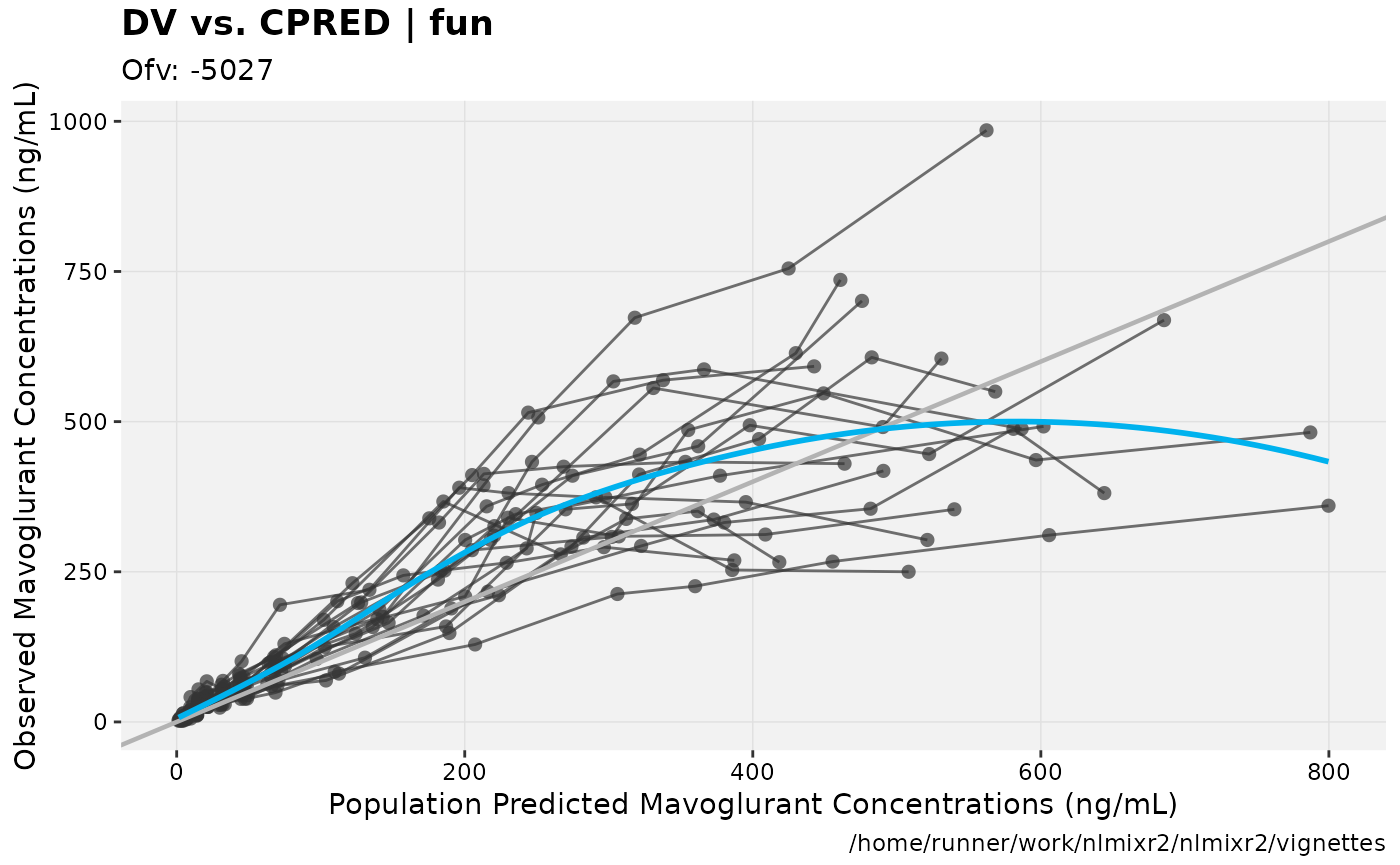 DV vs. CPRED | fun
Ofv: -5027
Observed Mavoglurant Concentrations (ng/mL)
1000
750
500
250
0
0 200 400 600 800
Population Predicted Mavoglurant Concentrations (ng/mL)
/home/runner/work/nlmixr2/nlmixr2/vignettes